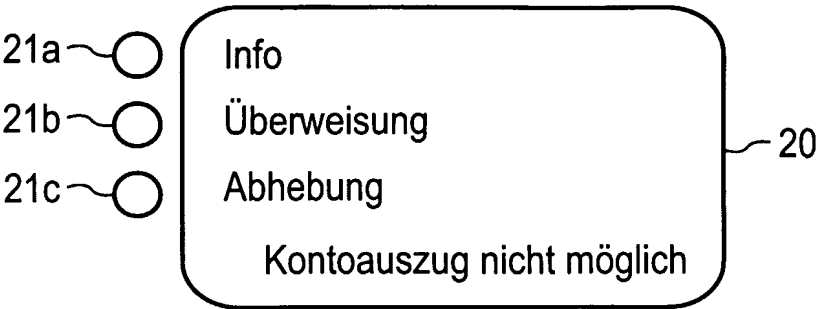 21a Info
21b Überweisung
20
21c Abhebung
Kontoauszug nicht möglich